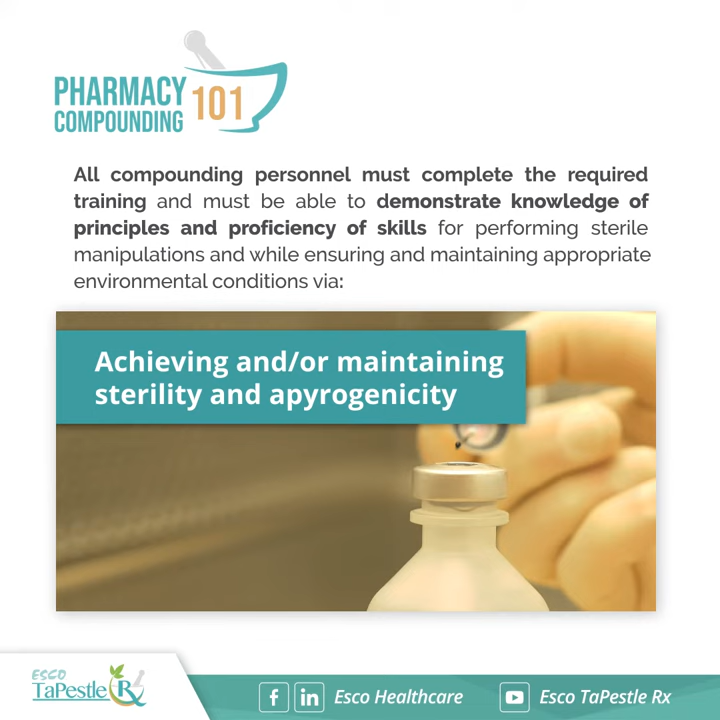 PHARMACY
COMPOUNDING 101
All compounding personnel must complete the required
training and must be able to demonstrate knowledge of
principles and proficiency of skills for performing sterile
manipulations and while ensuring and maintaining appropriate
environmental conditions via:
Achieving and/or maintaining
sterility and apyrogenicity
ESCO
TaPestle Rx
f in Esco Healthcare
Esco TaPestle Rx